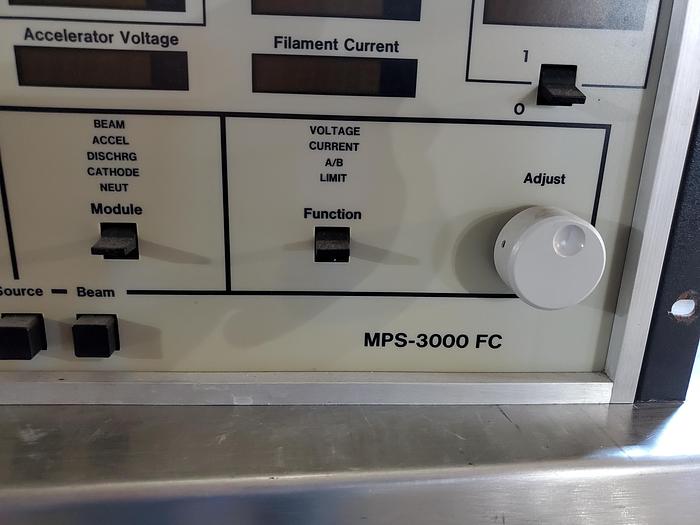 Accelerator Voltage
Filament Current
1
0
BEAM
ACCEL
DISCHRG
CATHODE
NEUT
Module
VOLTAGE
CURRENT
A/B
LIMIT
Function
Adjust
Source Beam
MPS-3000 FC